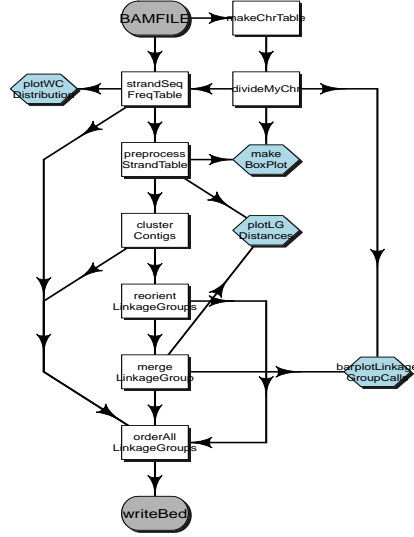 BAMFILE
makeChrTable
plotWC
Distribution
strandSeq
FreqTable
divideMyChr
preprocess
StrandTable
make
BoxPlot
cluster
Contigs
plotLG
Distances
reorient
LinkageGroups
merge
LinkageGroup
barplotLinkage
GroupCalls
orderAll
LinkageGroups
writeBed